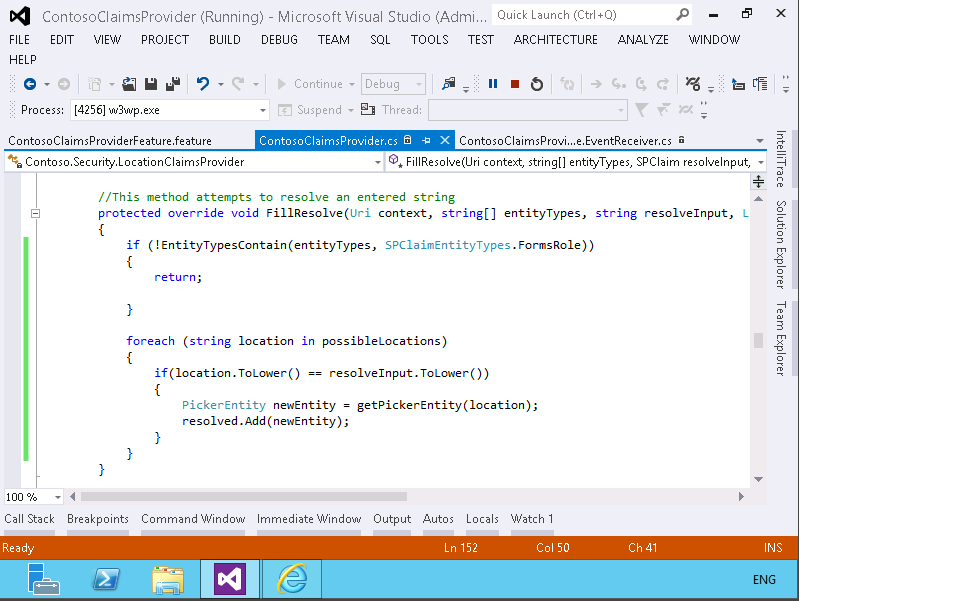 ContosoClaimsProvider (Running) - Microsoft Visual Studio (Admi... Quick Launch (Ctrl+Q)
FILE EDIT VIEW PROJECT BUILD DEBUG TEAM SQL TOOLS TEST ARCHITECTURE ANALYZE WINDOW
HELP
Continue Debug
Process: [4256] w3wp.exe Suspend Thread:
ContosoClaimsProviderFeature.feature ContosoClaimsProvider.cs ContosoClaimsProvi...e.EventReceiver.cs
Contoso.Security.LocationClaimsProvider FillResolve(Uri context, string[] entityTypes, SPClaim resolveInput,
//This method attempts to resolve an entered string
protected override void FillResolve(Uri context, string[] entityTypes, string resolveInput, L
{
if (!EntityTypesContain(entityTypes, SPClaimEntityTypes.FormsRole))
{
return;
}
foreach (string location in possibleLocations)
{
if(location.ToLower() == resolveInput.ToLower())
{
PickerEntity newEntity = getPickerEntity(location);
resolved.Add(newEntity);
}
}
}
IntelliTrace
Solution Explorer
Team Explorer
100 %
Call Stack Breakpoints Command Window Immediate Window Output Autos Locals Watch 1
Ready Ln 152 Col 50 Ch 41 INS
ENG